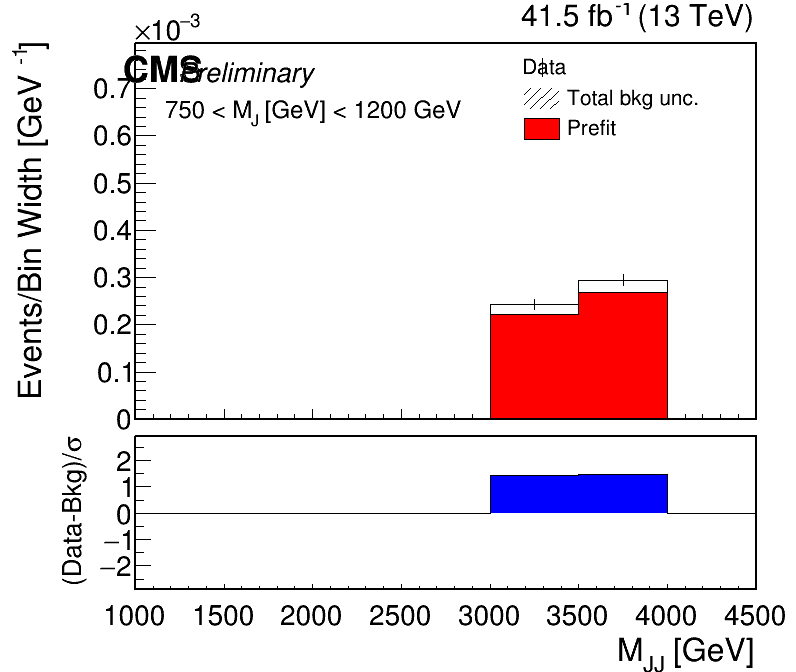 ×10⁻³
41.5 fb⁻¹ (13 TeV)
CMS Preliminary
750 < M_J [GeV] < 1200 GeV
Data
Total bkg unc.
Prefit
Events/Bin Width [GeV⁻¹]
0.7
0.6
0.5
0.4
0.3
0.2
0.1
0
(Data-Bkg)/σ
2
1
0
−1
−2
1000 1500 2000 2500 3000 3500 4000 4500
M_JJ [GeV]